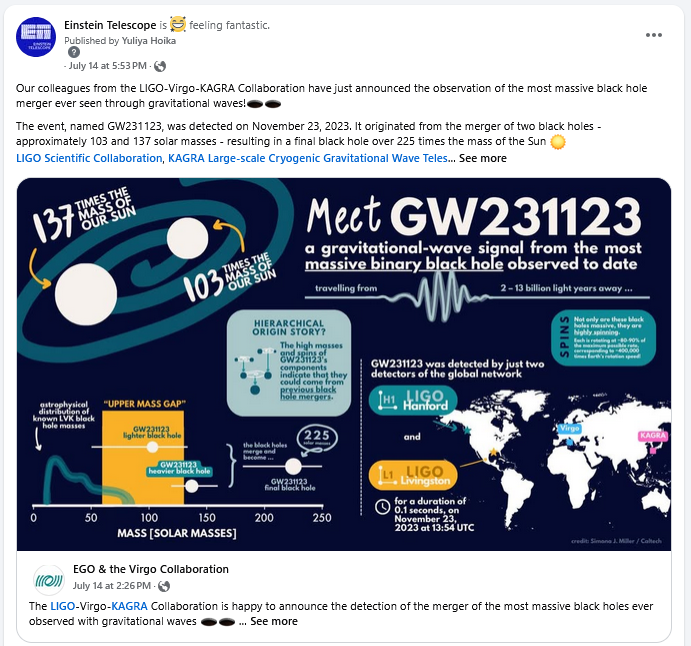 Einstein Telescope is 😄 feeling fantastic.
Published by Yuliya Hoika
· July 14 at 5:53 PM ·
Our colleagues from the LIGO-Virgo-KAGRA Collaboration have just announced the observation of the most massive black hole
merger ever seen through gravitational waves!🕳️🕳️
The event, named GW231123, was detected on November 23, 2023. It originated from the merger of two black holes -
approximately 103 and 137 solar masses - resulting in a final black hole over 225 times the mass of the Sun 🌞
LIGO Scientific Collaboration, KAGRA Large-scale Cryogenic Gravitational Wave Teles... See more
137 TIMES THE
MASS OF
OUR SUN
103 TIMES THE
MASS OF
OUR SUN
Meet GW231123
a gravitational-wave signal from the most
massive binary black hole observed to date
travelling from
2 – 13 billion light years away ...
HIERARCHICAL
ORIGIN STORY?
The high masses
and spins of
GW231123's
components
indicate that they
could come from
previous black
hole mergers.
SPINS
Not only are these black
holes massive, they are
highly spinning.
Each is rotating at ~80-90% of
the maximum possible rate,
corresponding to ~400,000
times Earth's rotation speed!
GW231123 was detected by just two
detectors of the global network
H1 LIGO
Hanford
and
L1 LIGO
Livingston
Virgo
KAGRA
for a duration of
0.1 seconds, on
November 23,
2023 at 13:54 UTC
astrophysical
distribution of
known LVK black
hole masses
"UPPER MASS GAP"
GW231123
lighter black hole
GW231123
heavier black hole
the black holes
merge and
become ...
225
solar masses
GW231123
final black hole
0 50 100 150 200 250
MASS [SOLAR MASSES]
credit: Simona J. Miller / Caltech
EGO & the Virgo Collaboration
July 14 at 2:26 PM ·
The LIGO-Virgo-KAGRA Collaboration is happy to announce the detection of the merger of the most massive black holes ever
observed with gravitational waves 🕳️🕳️ ... See more